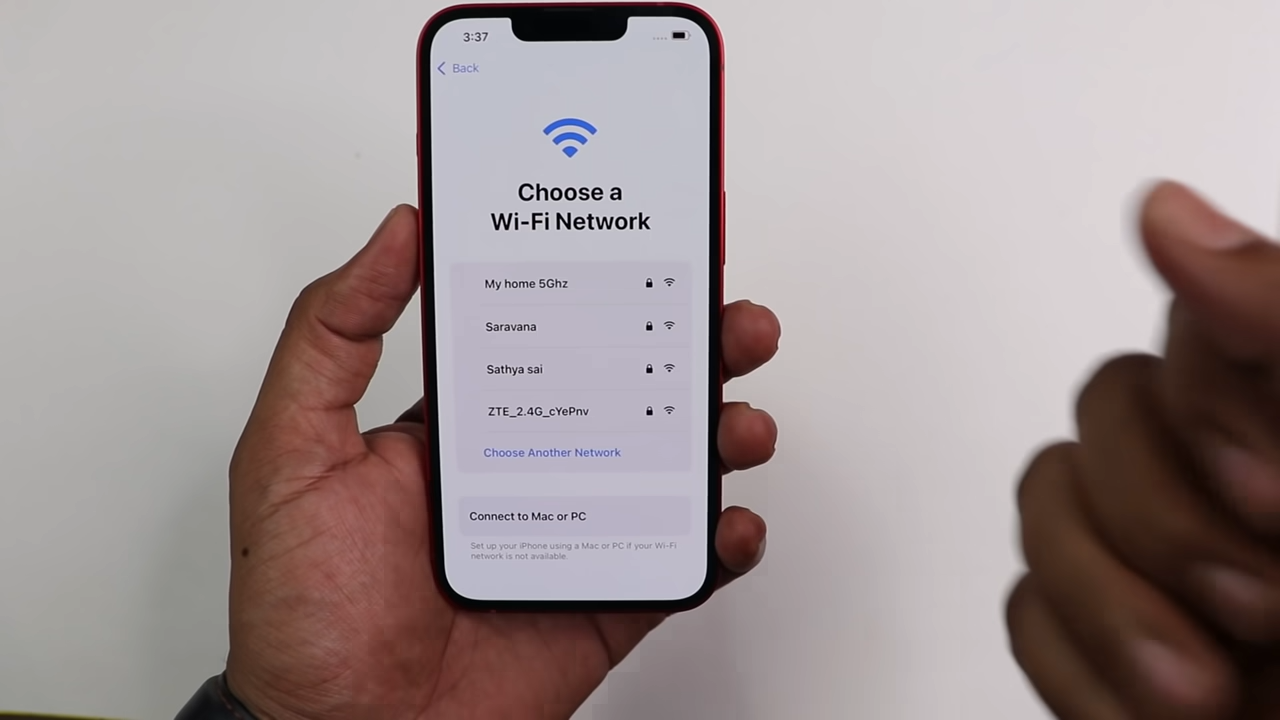 3:37
Back
Choose a
Wi-Fi Network
My home 5Ghz
Saravana
Sathya sai
ZTE_2.4G_cYePnv
Choose Another Network
Connect to Mac or PC
Set up your iPhone using a Mac or PC if your Wi-Fi
network is not available.